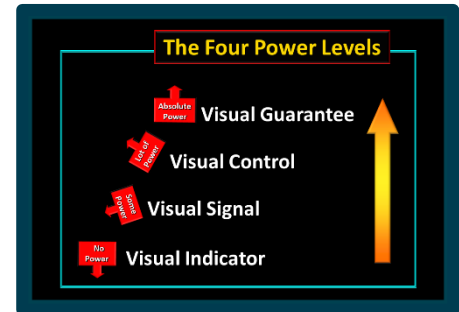 The Four Power Levels
Absolute
Power
Visual Guarantee
Lot of
Power
Visual Control
Some
Power
Visual Signal
No
Power
Visual Indicator